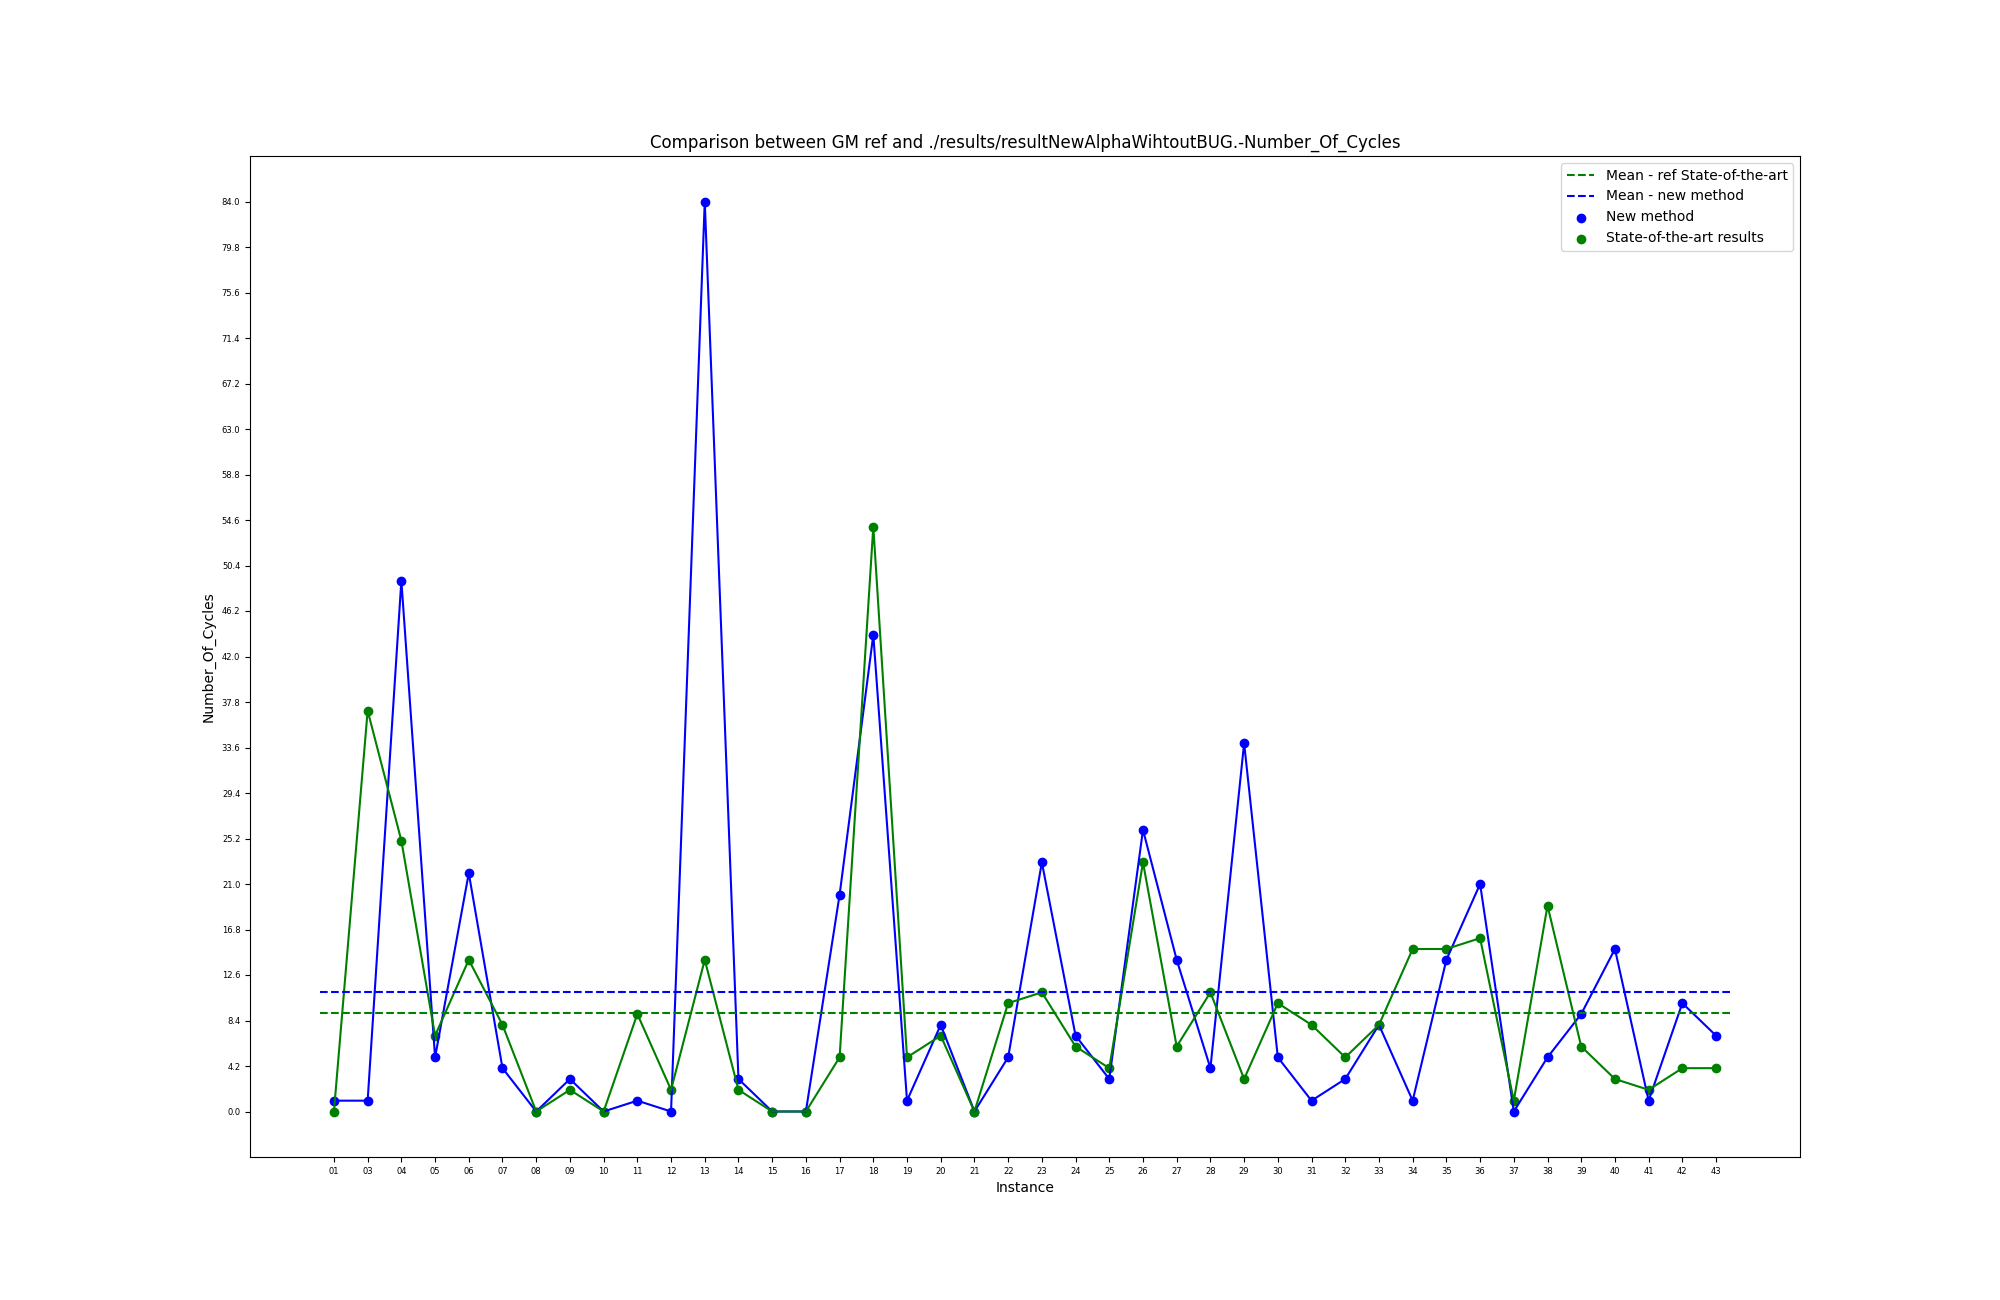 Comparison between GM ref and ./results/resultNewAlphaWihtoutBUG.-Number_Of_Cycles
Mean - ref State-of-the-art
Mean - new method
New method
State-of-the-art results
84.0
79.8
75.6
71.4
67.2
63.0
58.8
54.6
50.4
46.2
42.0
37.8
33.6
29.4
25.2
21.0
16.8
12.6
8.4
4.2
0.0
Number_Of_Cycles
01 03 04 05 06 07 08 09 10 11 12 13 14 15 16 17 18 19 20 21 22 23 24 25 26 27 28 29 30 31 32 33 34 35 36 37 38 39 40 41 42 43
Instance